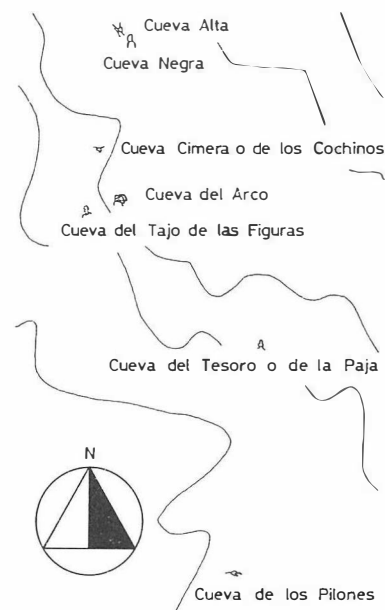 Cueva Alta
Cueva Negra
Cueva Cimera o de los Cochinos
Cueva del Arco
Cueva del Tajo de las Figuras
Cueva del Tesoro o de la Paja
N
Cueva de los Pilones